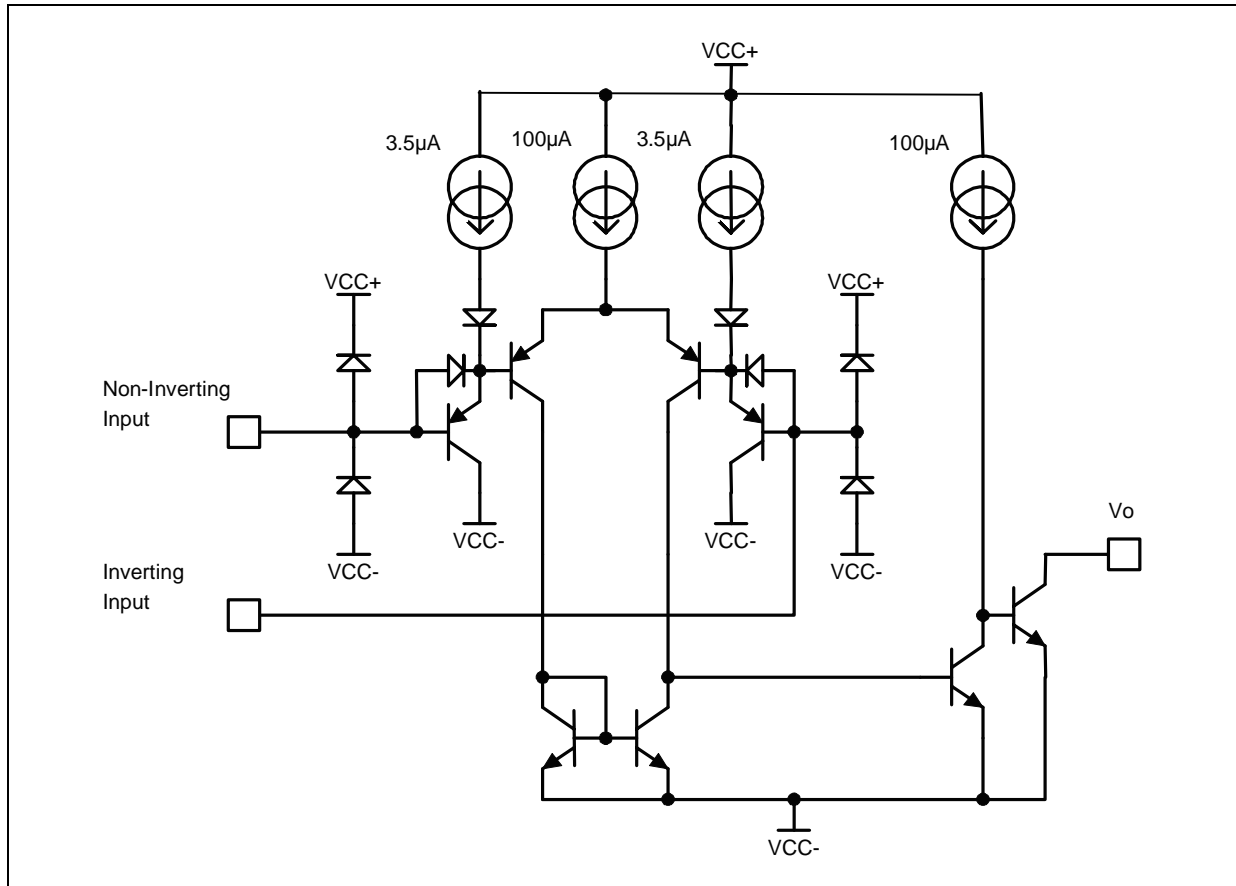 VCC+
3.5µA
100µA
3.5µA
100µA
VCC+
VCC+
Non-Inverting
Input
VCC-
VCC-
VCC-
VCC-
Vo
Inverting
Input
VCC-